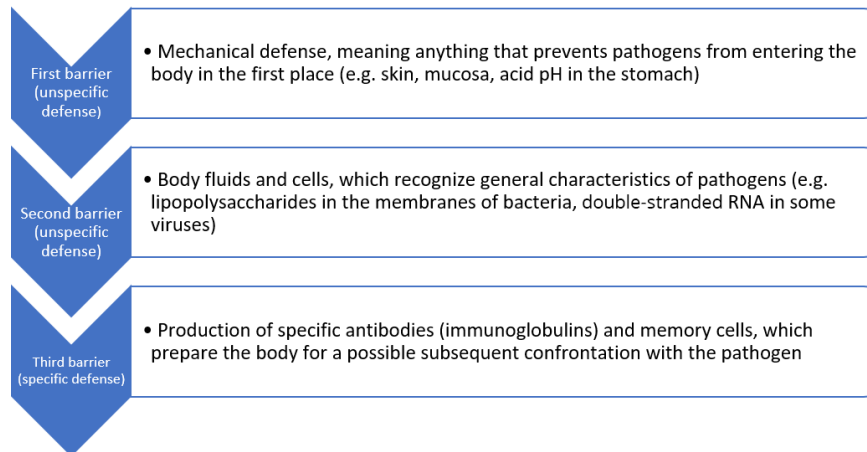 First barrier
(unspecific
defense)
• Mechanical defense, meaning anything that prevents pathogens from entering the
body in the first place (e.g. skin, mucosa, acid pH in the stomach)
Second barrier
(unspecific
defense)
• Body fluids and cells, which recognize general characteristics of pathogens (e.g.
lipopolysaccharides in the membranes of bacteria, double-stranded RNA in some
viruses)
Third barrier
(specific defense)
• Production of specific antibodies (immunoglobulins) and memory cells, which
prepare the body for a possible subsequent confrontation with the pathogen